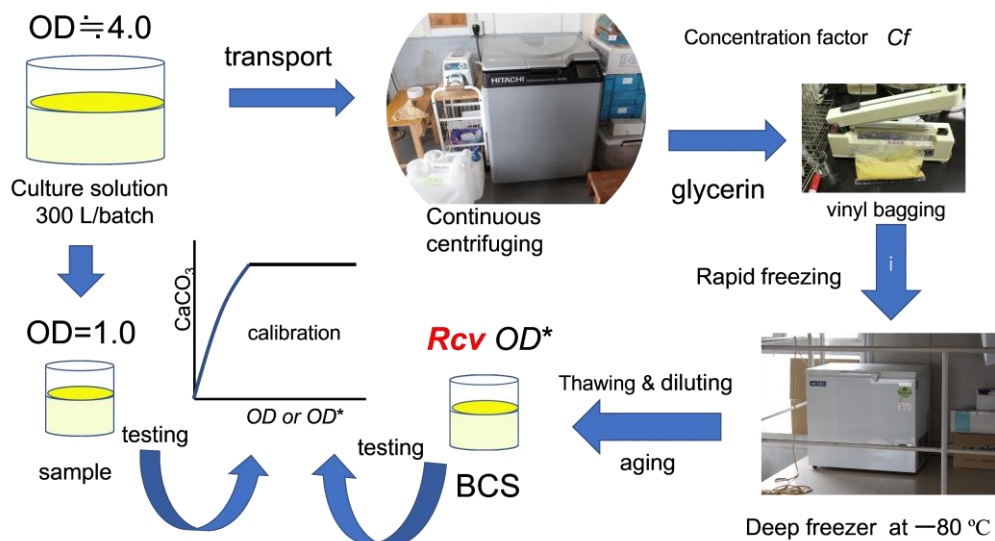 OD≒4.0
transport
HITACHI
Concentration factor Cf
Culture solution
300 L/batch
Continuous
centrifuging
glycerin
vinyl bagging
Rapid freezing
i
OD=1.0
CaCO₃
calibration
OD or OD*
Rcv OD*
Thawing & diluting
aging
testing
testing
sample
BCS
Deep freezer at －80 ℃